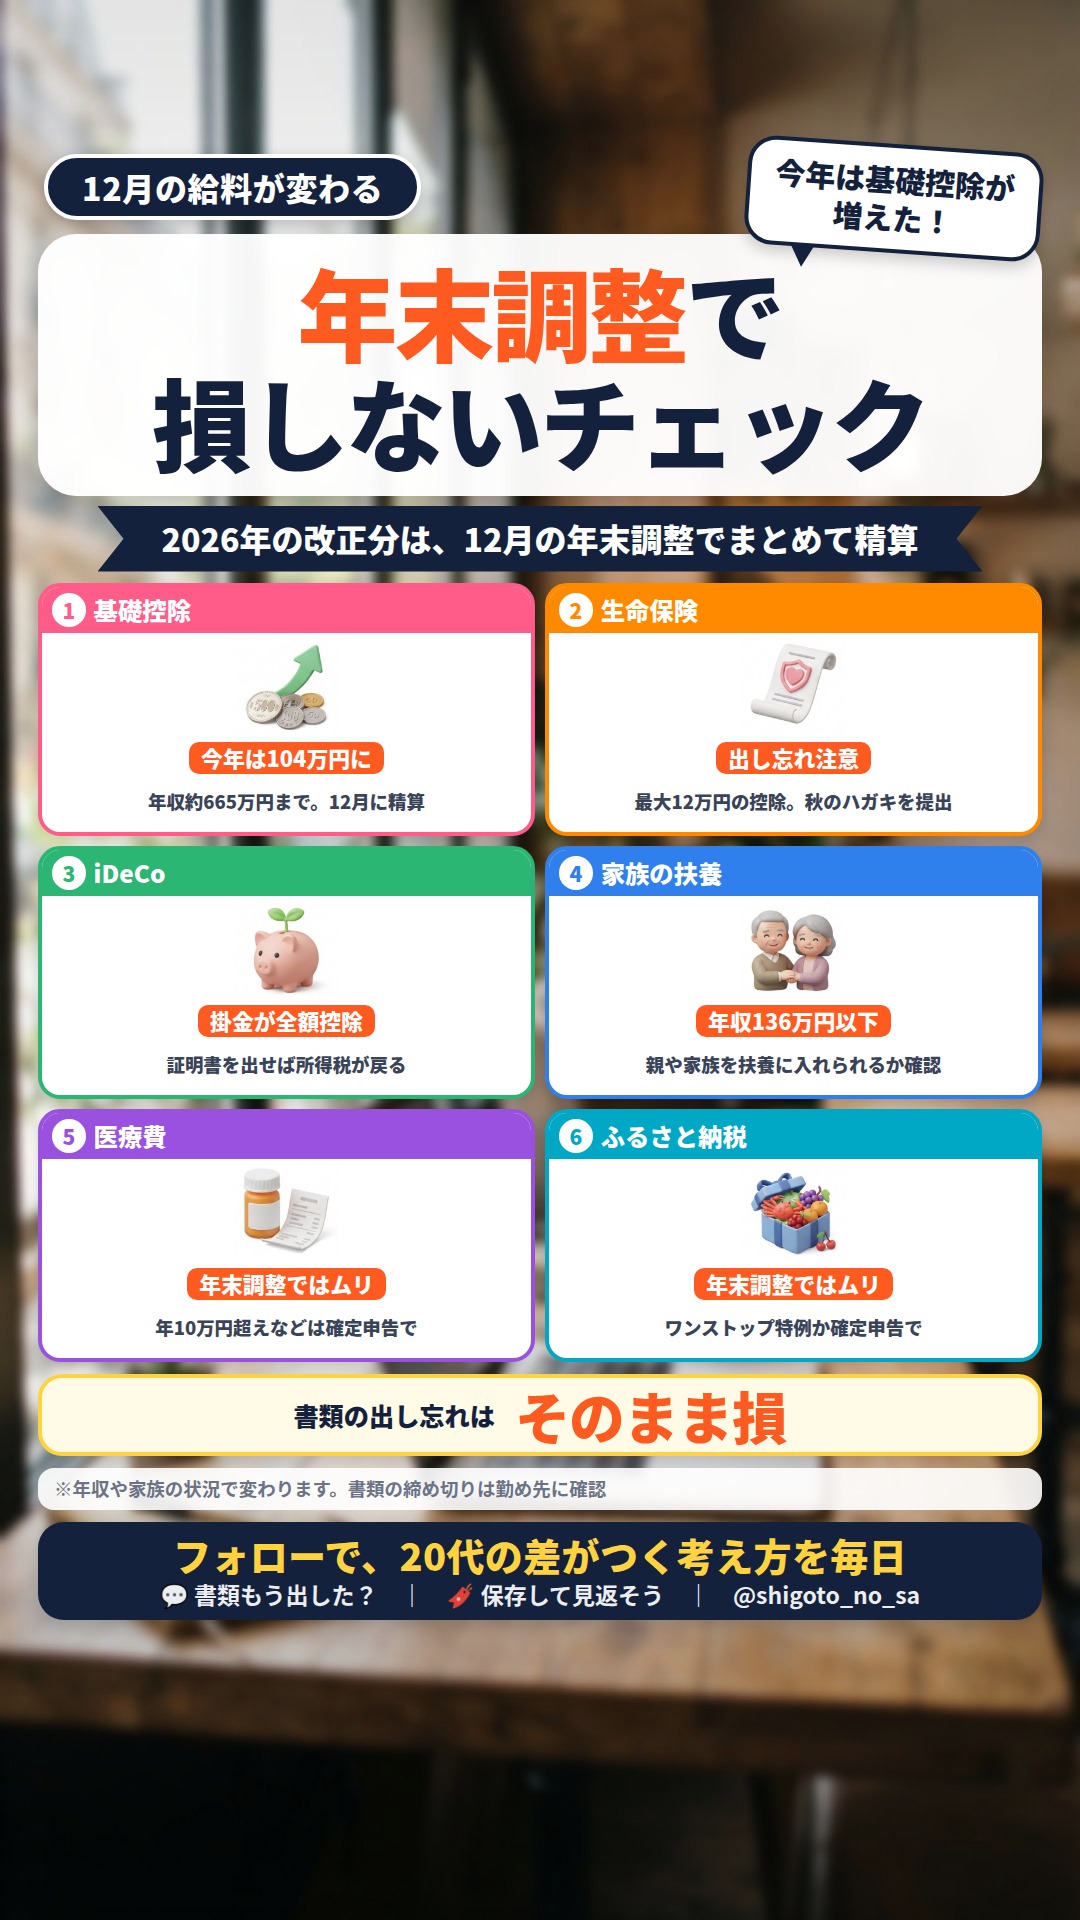 12月の給料が変わる
今年は基礎控除が
増えた！
年末調整で
損しないチェック
2026年の改正分は、12月の年末調整でまとめて精算
1 基礎控除
今年は104万円に
年収約665万円まで。12月に精算
2 生命保険
出し忘れ注意
最大12万円の控除。秋のハガキを提出
3 iDeCo
掛金が全額控除
証明書を出せば所得税が戻る
4 家族の扶養
年収136万円以下
親や家族を扶養に入れられるか確認
5 医療費
年末調整ではムリ
年10万円超えなどは確定申告で
6 ふるさと納税
年末調整ではムリ
ワンストップ特例か確定申告で
書類の出し忘れは そのまま損
※年収や家族の状況で変わります。書類の締め切りは勤め先に確認
フォローで、20代の差がつく考え方を毎日
💬 書類もう出した？ ｜ 🔖 保存して見返そう ｜ @shigoto_no_sa